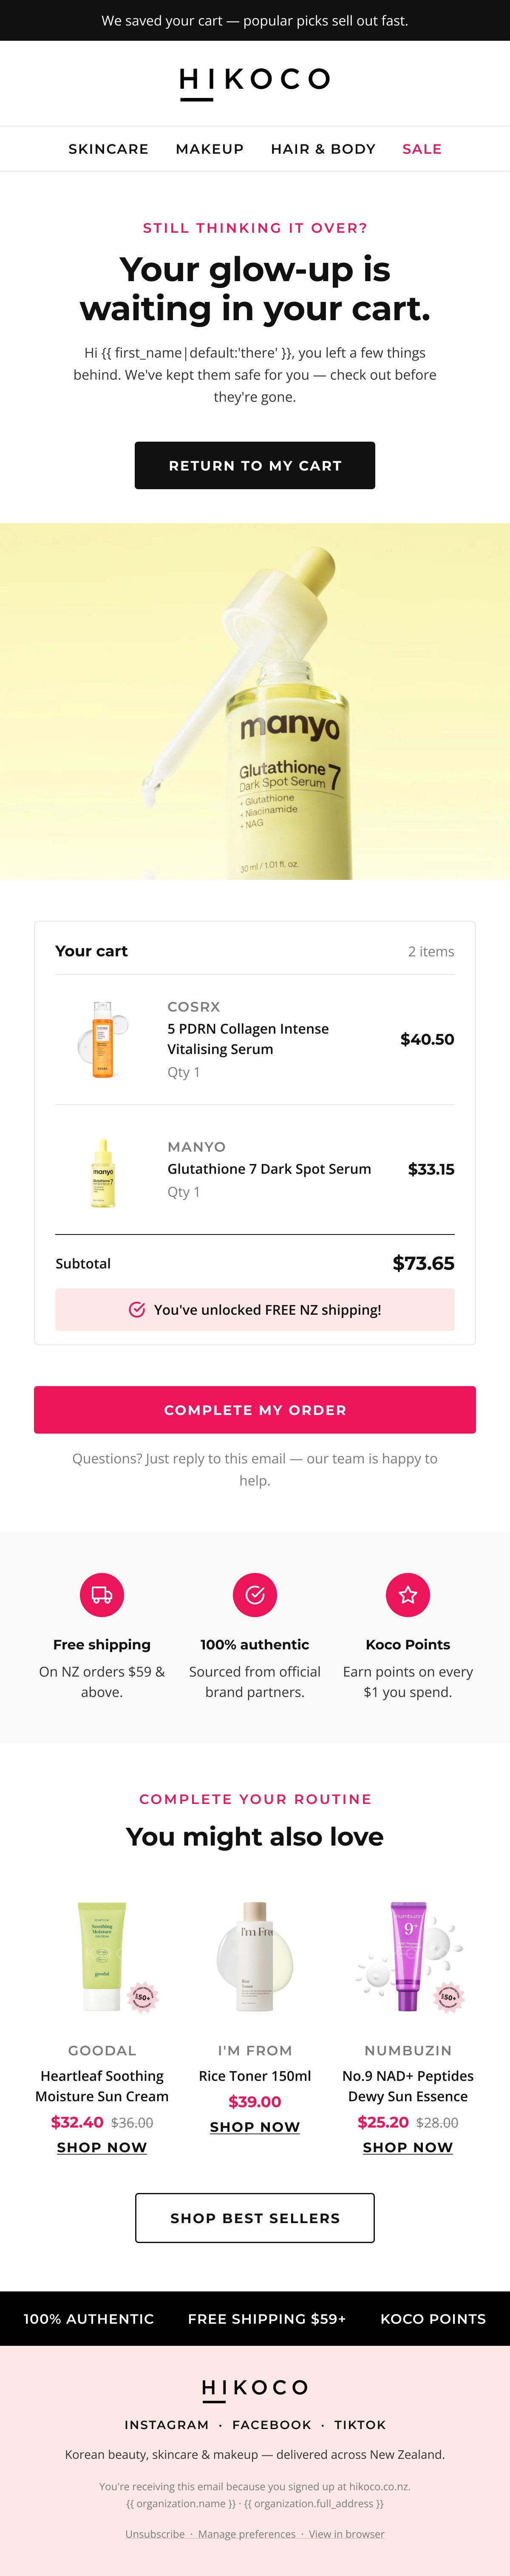 We saved your cart — popular picks sell out fast.
HIKOCO
SKINCARE MAKEUP HAIR & BODY SALE
STILL THINKING IT OVER?
Your glow-up is
waiting in your cart.
Hi {{ first_name|default:'there' }}, you left a few things
behind. We've kept them safe for you — check out before
they're gone.
RETURN TO MY CART
manyo
Glutathione 7
Dark Spot Serum
+ Glutathione
+ Niacinamide
+ NAG
30 ml / 1.01 fl. oz.
Your cart 2 items
COSRX
5 PDRN Collagen Intense
Vitalising Serum
Qty 1
$40.50
manyo
MANYO
Glutathione 7 Dark Spot Serum
Qty 1
$33.15
Subtotal $73.65
You've unlocked FREE NZ shipping!
COMPLETE MY ORDER
Questions? Just reply to this email — our team is happy to
help.
Free shipping
On NZ orders $59 &
above.
100% authentic
Sourced from official
brand partners.
Koco Points
Earn points on every
$1 you spend.
COMPLETE YOUR ROUTINE
You might also love
Soothing
Moisture
goodal
50+
I'm From
Rice
Toner
numbuzin
9+
50+
GOODAL
Heartleaf Soothing
Moisture Sun Cream
$32.40 $36.00
SHOP NOW
I'M FROM
Rice Toner 150ml
$39.00
SHOP NOW
NUMBUZIN
No.9 NAD+ Peptides
Dewy Sun Essence
$25.20 $28.00
SHOP NOW
SHOP BEST SELLERS
100% AUTHENTIC FREE SHIPPING $59+ KOCO POINTS
HIKOCO
INSTAGRAM · FACEBOOK · TIKTOK
Korean beauty, skincare & makeup — delivered across New Zealand.
You're receiving this email because you signed up at hikoco.co.nz.
{{ organization.name }} · {{ organization.full_address }}
Unsubscribe · Manage preferences · View in browser